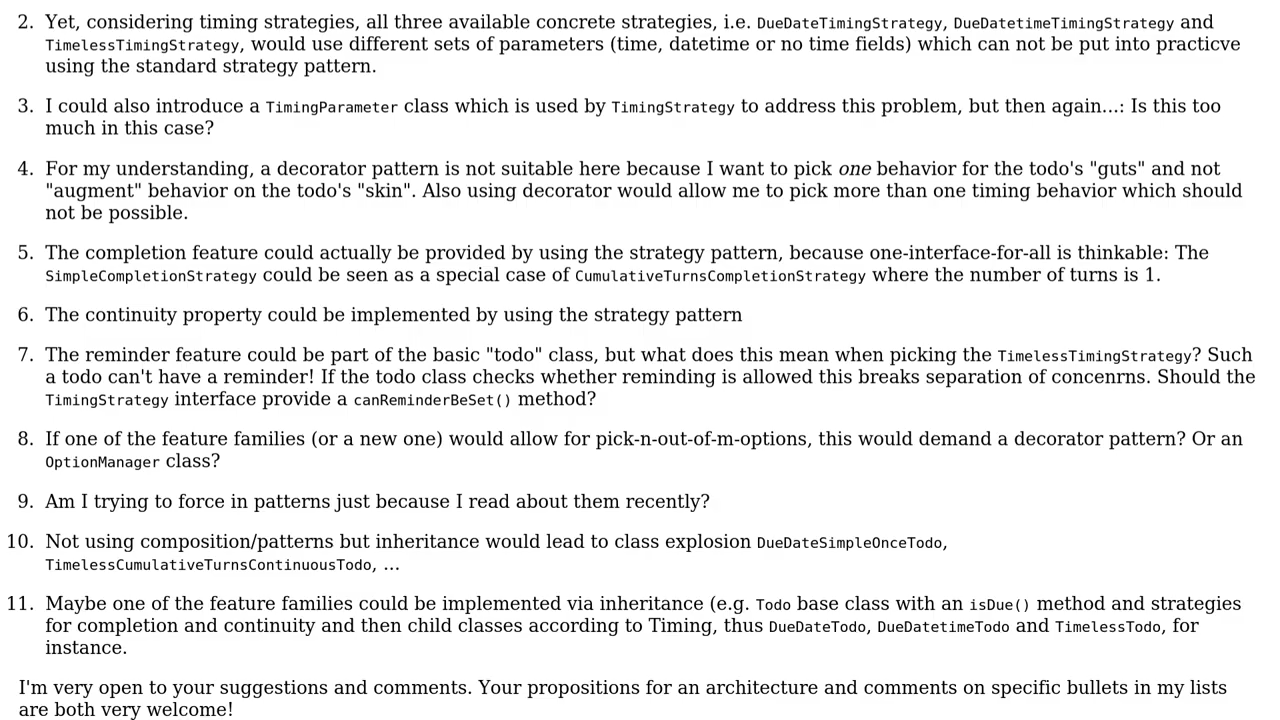 2. Yet, considering timing strategies, all three available concrete strategies, i.e. DueDateTimingStrategy, DueDatetimeTimingStrategy and
TimelessTimingStrategy, would use different sets of parameters (time, datetime or no time fields) which can not be put into practicve
using the standard strategy pattern.
3. I could also introduce a TimingParameter class which is used by TimingStrategy to address this problem, but then again...: Is this too
much in this case?
4. For my understanding, a decorator pattern is not suitable here because I want to pick one behavior for the todo's "guts" and not
"augment" behavior on the todo's "skin". Also using decorator would allow me to pick more than one timing behavior which should
not be possible.
5. The completion feature could actually be provided by using the strategy pattern, because one-interface-for-all is thinkable: The
SimpleCompletionStrategy could be seen as a special case of CumulativeTurnsCompletionStrategy where the number of turns is 1.
6. The continuity property could be implemented by using the strategy pattern
7. The reminder feature could be part of the basic "todo" class, but what does this mean when picking the TimelessTimingStrategy? Such
a todo can't have a reminder! If the todo class checks whether reminding is allowed this breaks separation of concenrns. Should the
TimingStrategy interface provide a canReminderBeSet() method?
8. If one of the feature families (or a new one) would allow for pick-n-out-of-m-options, this would demand a decorator pattern? Or an
OptionManager class?
9. Am I trying to force in patterns just because I read about them recently?
10. Not using composition/patterns but inheritance would lead to class explosion DueDateSimpleOnceTodo,
TimelessCumulativeTurnsContinuousTodo, ...
11. Maybe one of the feature families could be implemented via inheritance (e.g. Todo base class with an isDue() method and strategies
for completion and continuity and then child classes according to Timing, thus DueDateTodo, DueDatetimeTodo and TimelessTodo, for
instance.
I'm very open to your suggestions and comments. Your propositions for an architecture and comments on specific bullets in my lists
are both very welcome!